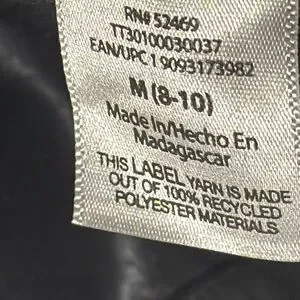 RN# 52469
TT30100030037
EAN/UPC 19093173982
M (8-10)
Made In/Hecho En
Madagascar
THIS LABEL YARN IS MADE
OUT OF 100% RECYCLED
POLYESTER MATERIALS